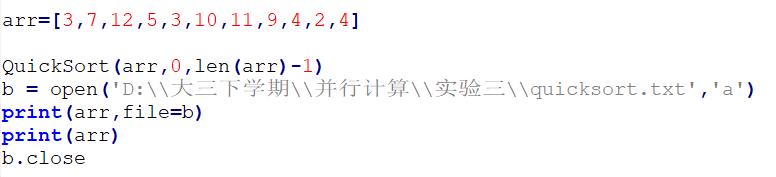 arr=[3,7,12,5,3,10,11,9,4,2,4]
QuickSort(arr,0,len(arr)-1)
b = open('D:\\大三下学期\\并行计算\\实验三\\quicksort.txt','a')
print(arr,file=b)
print(arr)
b.close